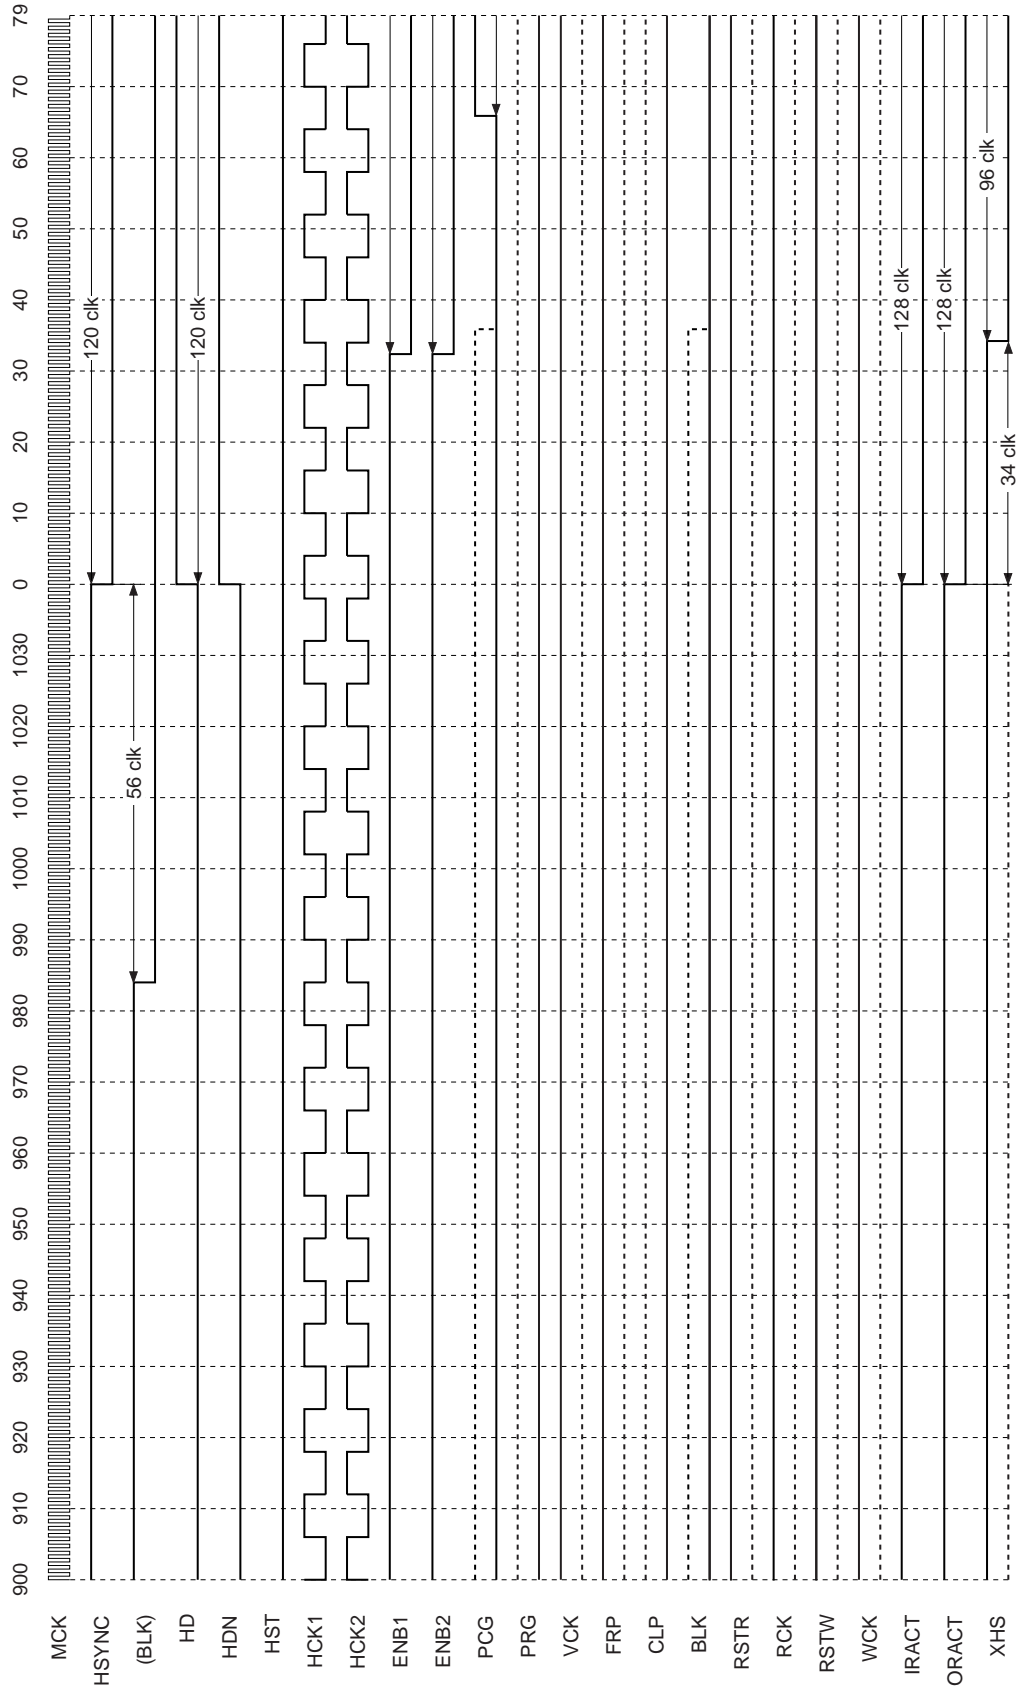 MCK
HSYNC
(BLK)
HD
HDN
HST
HCK1
HCK2
ENB1
ENB2
PCG
PRG
VCK
FRP
CLP
BLK
RSTR
RCK
RSTW
WCK
IRACT
ORACT
XHS
900
910
920
930
940
950
960
970
980
990
1000
1010
1020
1030
0
10
20
30
40
50
60
70
79
120 clk
56 clk
120 clk
128 clk
128 clk
96 clk
34 clk